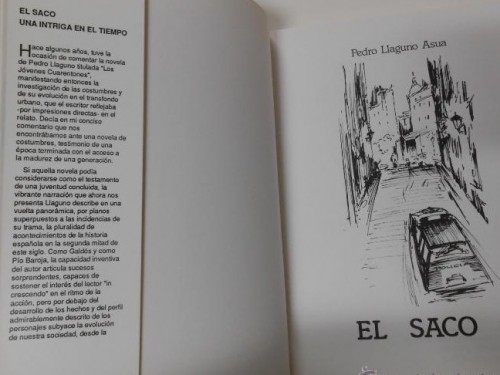 EL SACO
UNA INTRIGA EN EL TIEMPO
Hace algunos años, tuve la
ocasión de comentar la novela
de Pedro Llaguno titulada "Los
Jóvenes Cuarentones",
manifestando entonces la
investigación de las costumbres y
de su evolución en el transfondo
urbano, que el escritor reflejaba
-por impresiones directas- en el
relato. Decía en mi conciso
comentario que nos
encontrábamos ante una novela de
costumbres, testimonio de una
época terminada con el acceso a
la madurez de una generación.
Si aquella novela podía
considerarse como el testamento
de una juventud concluida, la
vibrante narración que ahora nos
presenta Llaguno describe en una
vuelta panorámica, por planos
superpuestos a las incidencias de
su trama, la pluralidad de
acontecimientos de la historia
española en la segunda mitad de
este siglo. Como Galdós y como
Pío Baroja, la capacidad inventiva
del autor articula sucesos
sorprendentes, capaces de
sostener el interés del lector "in
crescendo" en el ritmo de la
acción, pero por debajo del
desarrollo de los hechos y del perfil
admirablemente descrito de los
personajes subyace la evolución
de nuestra sociedad, desde la
Pedro Llaguno Asua
EL SACO